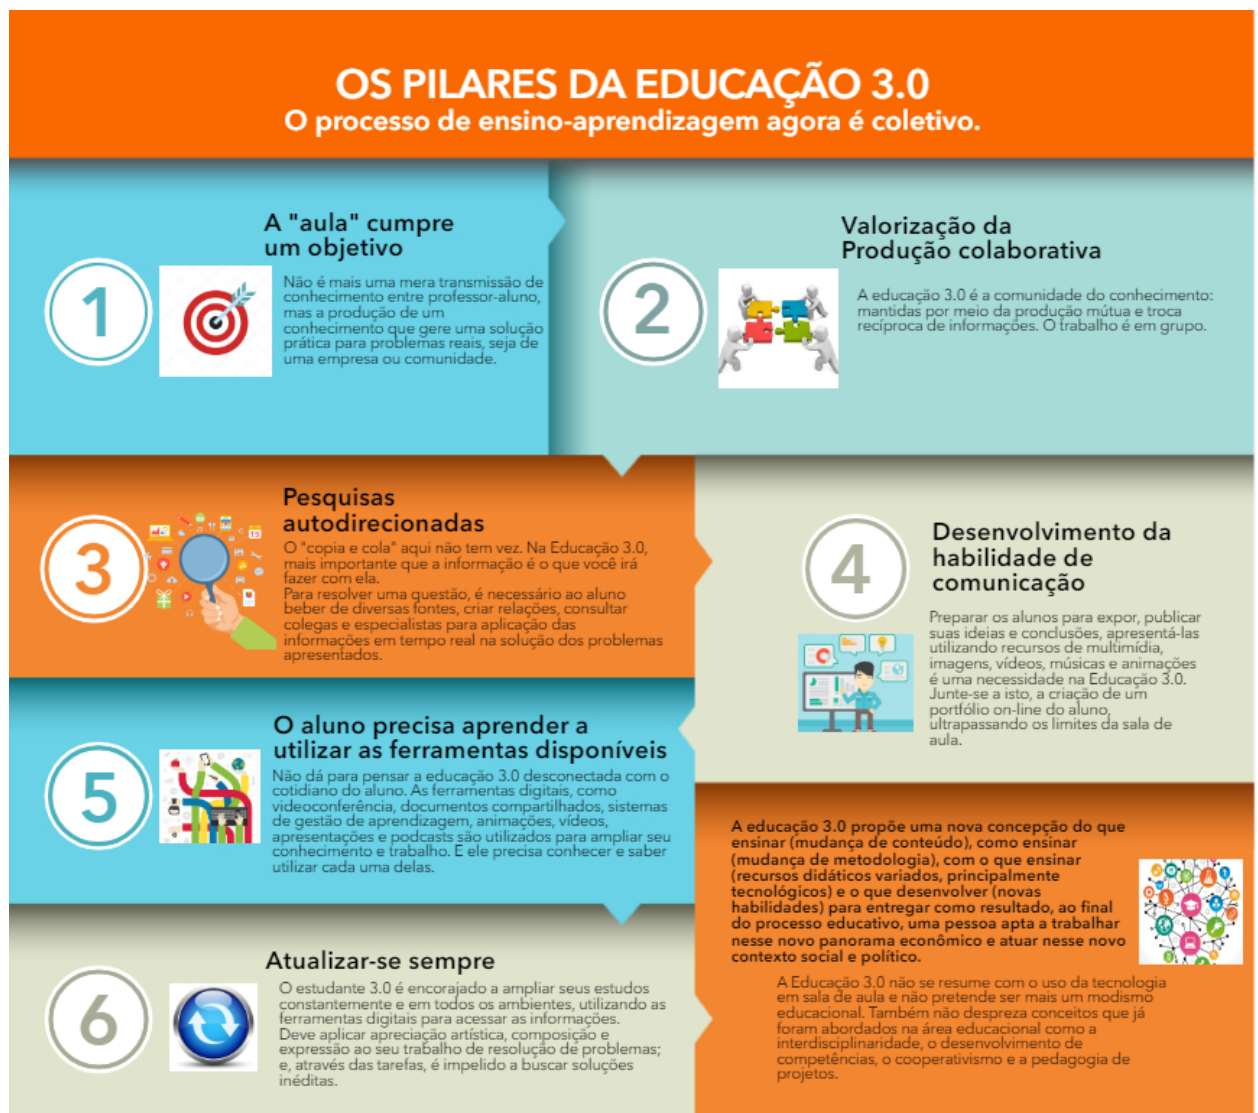 OS PILARES DA EDUCAÇÃO 3.0
O processo de ensino-aprendizagem agora é coletivo.
1
A "aula" cumpre
um objetivo
Não é mais uma mera transmissão de
conhecimento entre professor-aluno,
mas a produção de um
conhecimento que gere uma solução
prática para problemas reais, seja de
uma empresa ou comunidade.
2
Valorização da
Produção colaborativa
A educação 3.0 é a comunidade do conhecimento:
mantidas por meio da produção mútua e troca
recíproca de informações. O trabalho é em grupo.
3
Pesquisas
autodirecionadas
O "copia e cola" aqui não tem vez. Na Educação 3.0,
mais importante que a informação é o que você irá
fazer com ela.
Para resolver uma questão, é necessário ao aluno
beber de diversas fontes, criar relações, consultar
colegas e especialistas para aplicação das
informações em tempo real na solução dos problemas
apresentados.
4
Desenvolvimento da
habilidade de
comunicação
Preparar os alunos para expor, publicar
suas ideias e conclusões, apresentá-las
utilizando recursos de multimídia,
imagens, vídeos, músicas e animações
é uma necessidade na Educação 3.0.
Junte-se a isto, a criação de um
portfólio on-line do aluno,
ultrapassando os limites da sala de
aula.
5
O aluno precisa aprender a
utilizar as ferramentas disponíveis
Não dá para pensar a educação 3.0 desconectada com o
cotidiano do aluno. As ferramentas digitais, como
videoconferência, documentos compartilhados, sistemas
de gestão de aprendizagem, animações, vídeos,
apresentações e podcasts são utilizados para ampliar seu
conhecimento e trabalho. E ele precisa conhecer e saber
utilizar cada uma delas.
6
Atualizar-se sempre
O estudante 3.0 é encorajado a ampliar seus estudos
constantemente e em todos os ambientes, utilizando as
ferramentas digitais para acessar as informações.
Deve aplicar apreciação artística, composição e
expressão ao seu trabalho de resolução de problemas;
e, através das tarefas, é impelido a buscar soluções
inéditas.
A educação 3.0 propõe uma nova concepção do que
ensinar (mudança de conteúdo), como ensinar
(mudança de metodologia), com o que ensinar
(recursos didáticos variados, principalmente
tecnológicos) e o que desenvolver (novas
habilidades) para entregar como resultado, ao final
do processo educativo, uma pessoa apta a trabalhar
nesse novo panorama econômico e atuar nesse novo
contexto social e político.
A Educação 3.0 não se resume com o uso da tecnologia
em sala de aula e não pretende ser mais um modismo
educacional. Também não despreza conceitos que já
foram abordados na área educacional como a
interdisciplinaridade, o desenvolvimento de
competências, o cooperativismo e a pedagogia de
projetos.